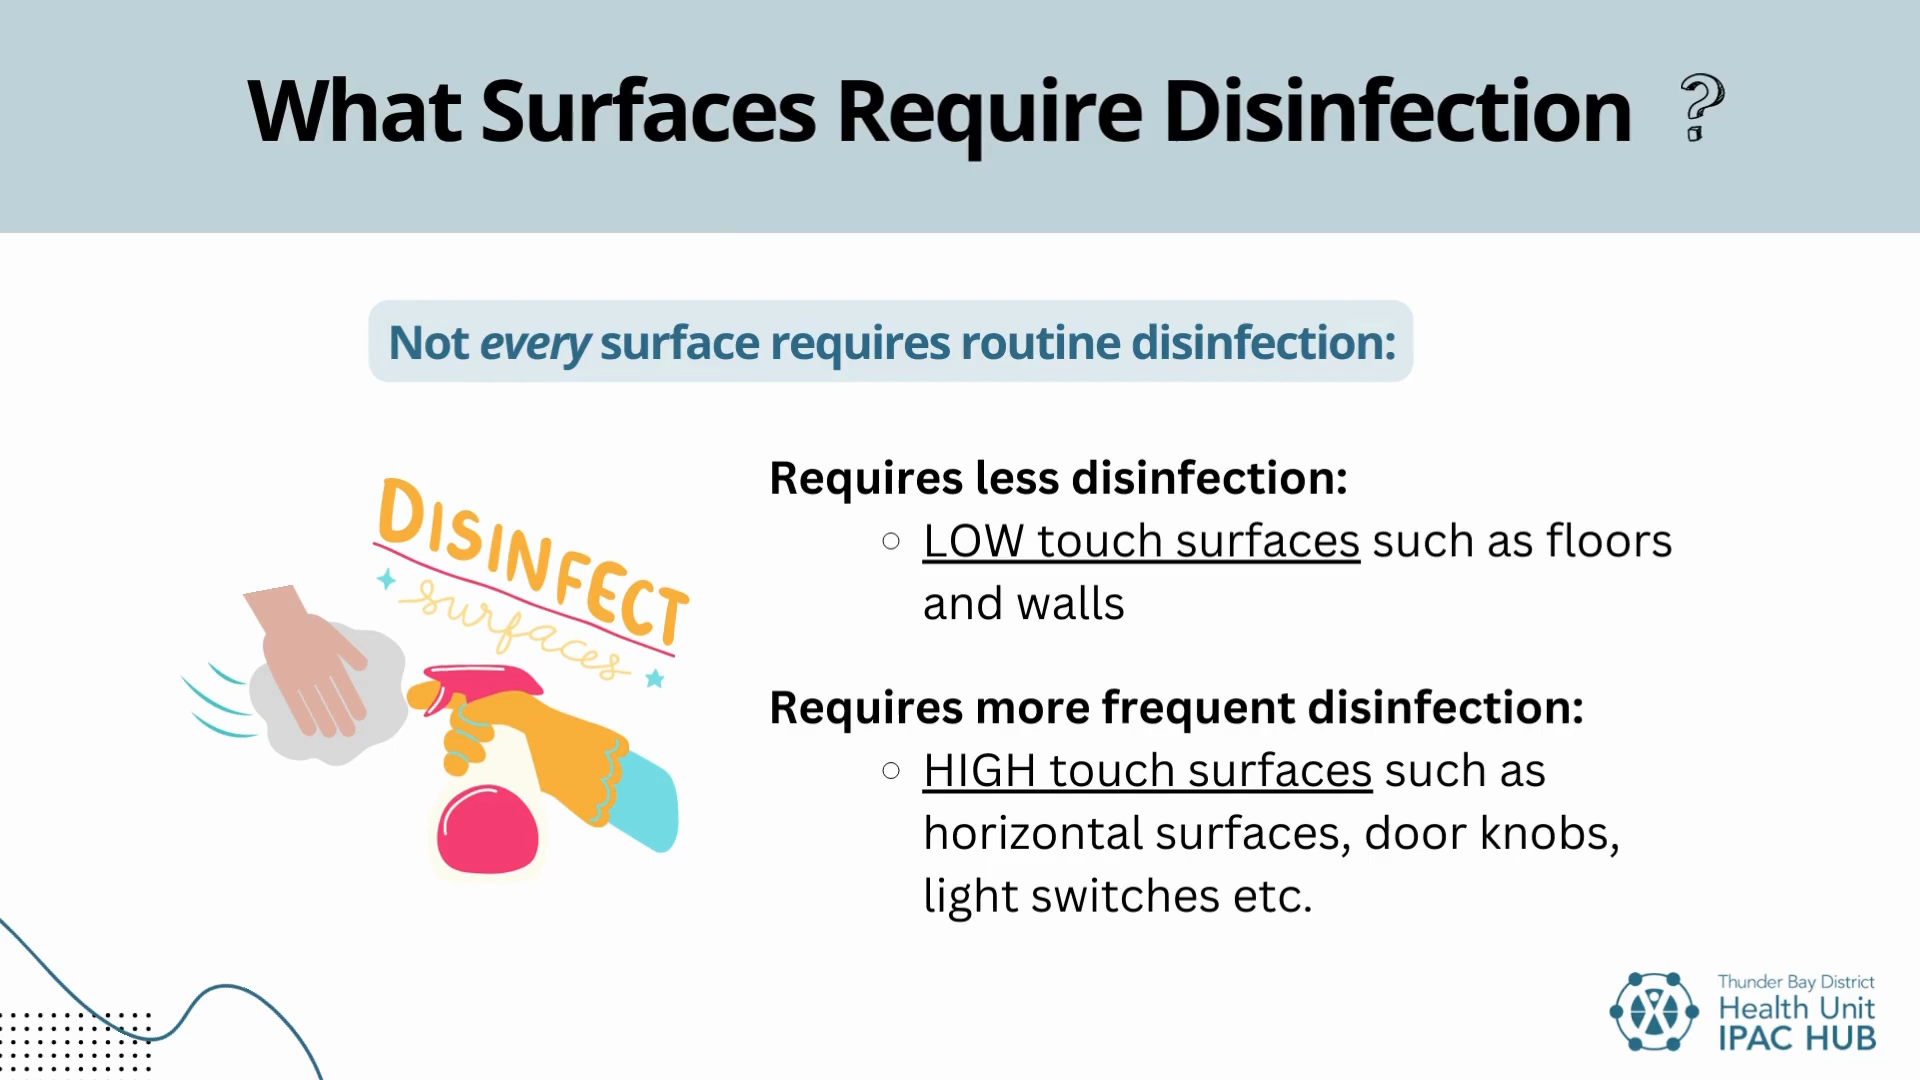 What Surfaces Require Disinfection ?
Not every surface requires routine disinfection:
DISINFECT
surfaces
Requires less disinfection:
LOW touch surfaces such as floors
and walls
Requires more frequent disinfection:
HIGH touch surfaces such as
horizontal surfaces, door knobs,
light switches etc.
Thunder Bay District
Health Unit
IPAC HUB